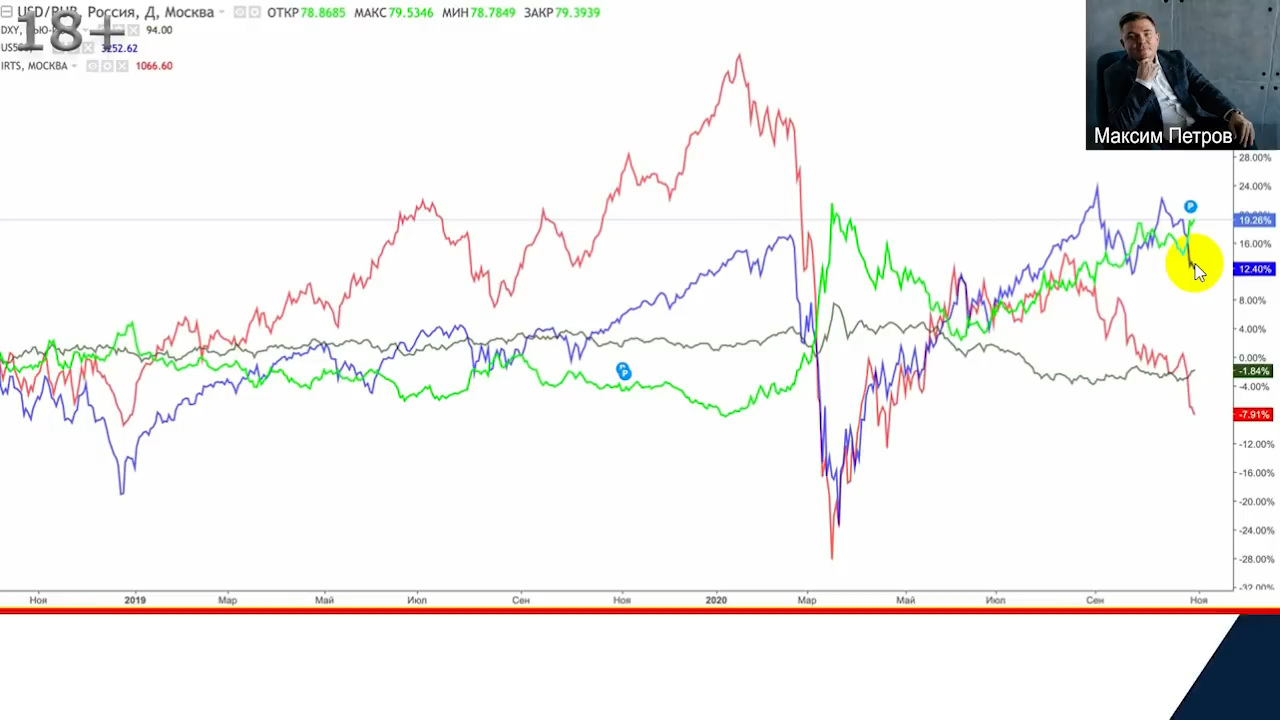 USD/RUB, Россия, Д, Москва ОТКР 78.8685 МАКС 79.5346 МИН 78.7849 ЗАКР 79.3939
18+
DXY, 94.00
3252.62
IRTS, МОСКВА 1066.60
Максим Петров
28.00%
24.00%
19.26%
16.00%
12.40%
8.00%
4.00%
0.00%
-1.84%
-4.00%
-7.91%
-12.00%
-16.00%
-20.00%
-24.00%
-28.00%
-32.00%
P
P
Ноя 2019 Мар Май Июл Сен Ноя 2020 Мар Май Июл Сен Ноя